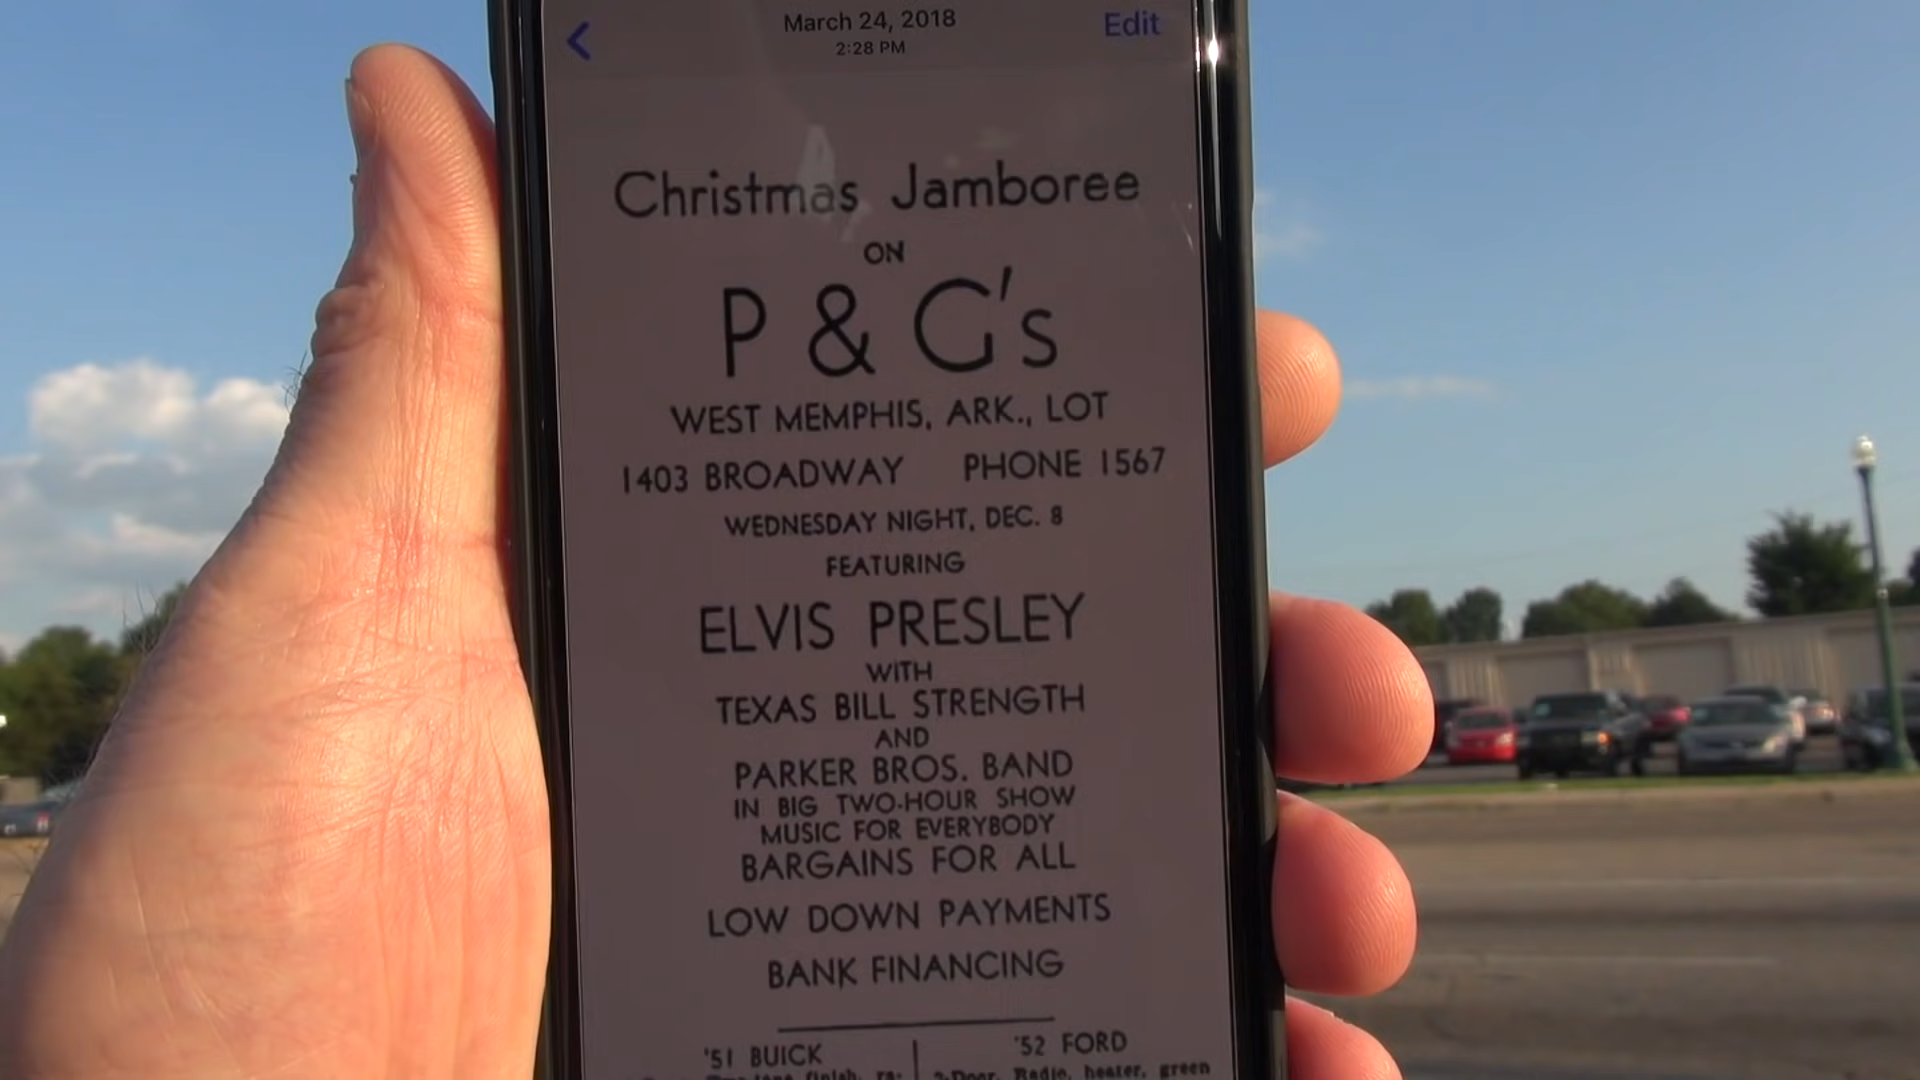 March 24, 2018
Edit
2:28 PM
Christmas Jamboree
ON
P & G's
WEST MEMPHIS, ARK., LOT
1403 BROADWAY PHONE 1567
WEDNESDAY NIGHT, DEC. 8
FEATURING
ELVIS PRESLEY
WITH
TEXAS BILL STRENGTH
AND
PARKER BROS. BAND
IN BIG TWO-HOUR SHOW
MUSIC FOR EVERYBODY
BARGAINS FOR ALL
LOW DOWN PAYMENTS
BANK FINANCING
'51 BUICK
'52 FORD
finish, ra-
2-Door, Radio, heater, green